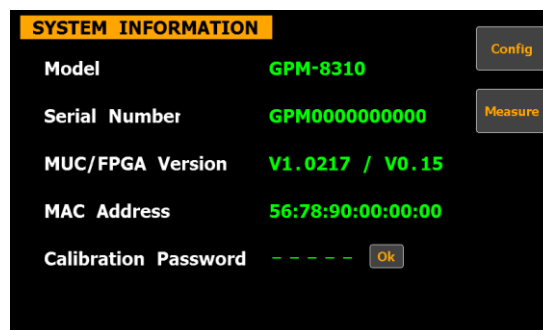 SYSTEM INFORMATION
Config
Model GPM-8310
Serial Number GPM0000000000
Measure
MUC/FPGA Version V1.0217 / V0.15
MAC Address 56:78:90:00:00:00
Calibration Password - - - - - Ok